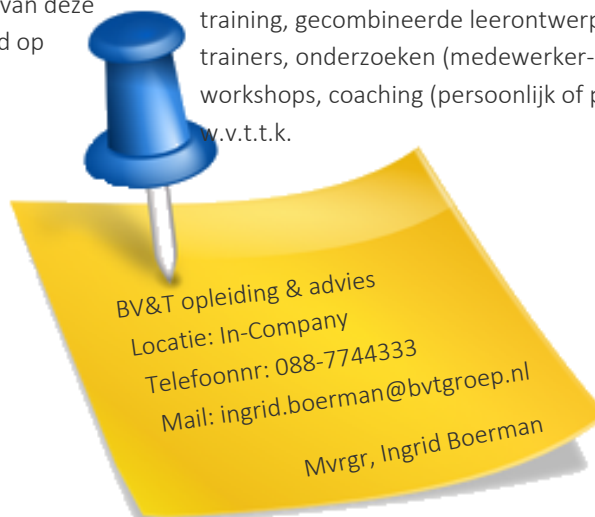 van deze
d op
training, gecombineerde leerontwerp
trainers, onderzoeken (medewerker-
workshops, coaching (persoonlijk of p
w.v.t.t.k.
BV&T opleiding & advies
Locatie: In-Company
Telefoonnr: 088-7744333
Mail: ingrid.boerman@bvtgroep.nl
Mvrgr, Ingrid Boerman